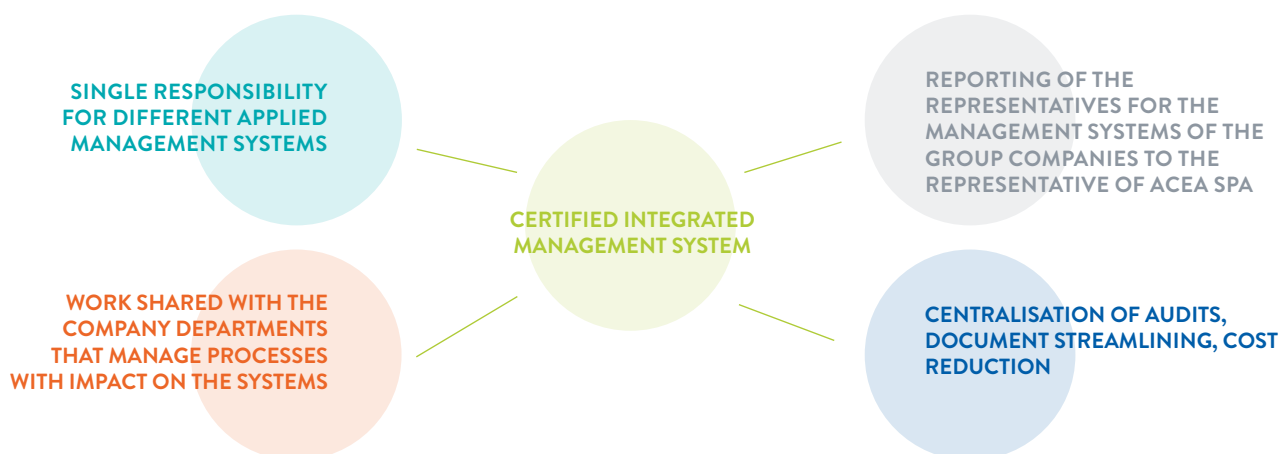 SINGLE RESPONSIBILITY
FOR DIFFERENT APPLIED
MANAGEMENT SYSTEMS
REPORTING OF THE
REPRESENTATIVES FOR THE
MANAGEMENT SYSTEMS OF THE
GROUP COMPANIES TO THE
REPRESENTATIVE OF ACEA SPA
CERTIFIED INTEGRATED
MANAGEMENT SYSTEM
WORK SHARED WITH THE
COMPANY DEPARTMENTS
THAT MANAGE PROCESSES
WITH IMPACT ON THE SYSTEMS
CENTRALISATION OF AUDITS,
DOCUMENT STREAMLINING, COST
REDUCTION